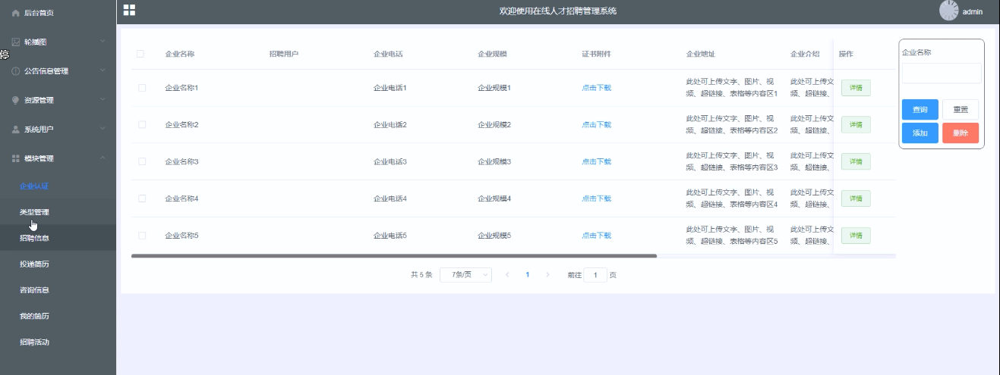 后台首页
欢迎使用在线人才招聘管理系统
admin
轮播图
停
公告信息管理
资源管理
系统用户
模块管理
企业认证
类型管理
招聘信息
投递简历
咨询信息
我的简历
招聘活动
企业名称 招聘用户 企业电话 企业规模 证书附件 企业地址 企业介绍 操作
企业名称1 企业电话1 企业规模1 点击下载 此处可上传文字、图片、视 此处可上传文 详情
频、超链接、表格等内容区1 频、超链接、
企业名称2 企业电话2 企业规模2 点击下载 此处可上传文字、图片、视 此处可上传文 详情
频、超链接、表格等内容区2 频、超链接、
企业名称3 企业电话3 企业规模3 点击下载 此处可上传文字、图片、视 此处可上传文 详情
频、超链接、表格等内容区3 频、超链接、
企业名称4 企业电话4 企业规模4 点击下载 此处可上传文字、图片、视 此处可上传文 详情
频、超链接、表格等内容区4 频、超链接、
企业名称5 企业电话5 企业规模5 点击下载 此处可上传文字、图片、视 此处可上传文 详情
频、超链接、表格等内容区5 频、超链接、
共 5 条 7条/页 1 前往 1 页
企业名称
查询 重置
添加 删除